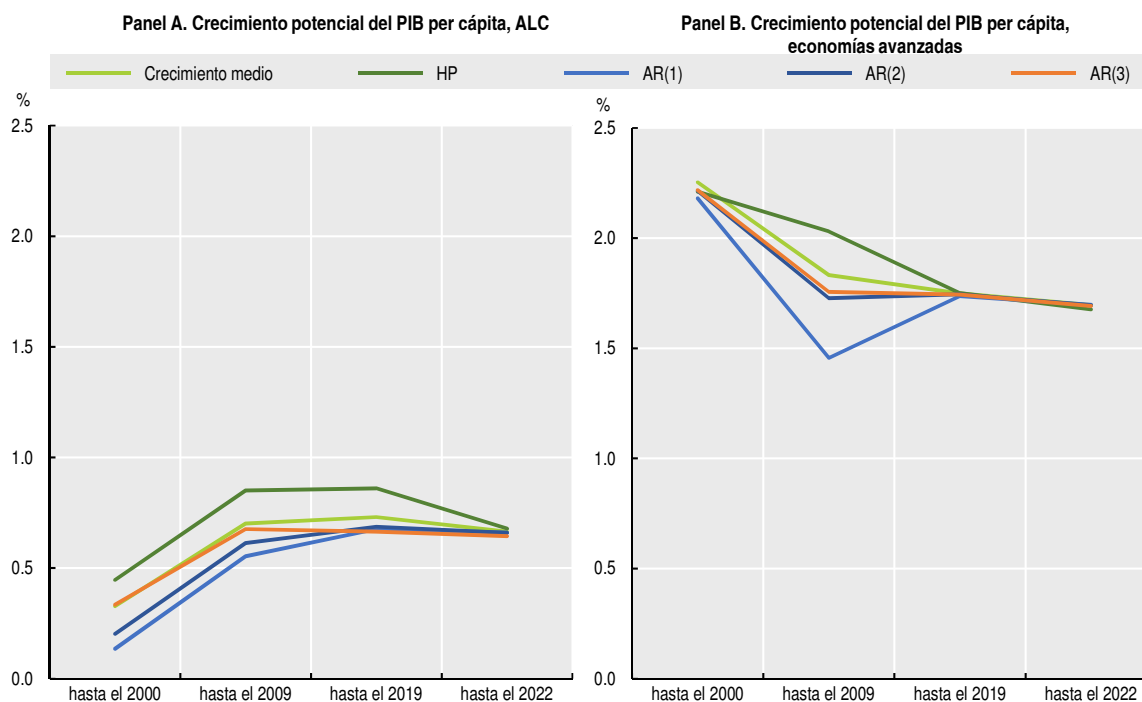 Panel A. Crecimiento potencial del PIB per cápita, ALC
Panel B. Crecimiento potencial del PIB per cápita,
economías avanzadas
Crecimiento medio
HP
AR(1)
AR(2)
AR(3)
%
2.5
2.0
1.5
1.0
0.5
0.0
hasta el 2000
hasta el 2009
hasta el 2019
hasta el 2022
%
2.5
2.0
1.5
1.0
0.5
0.0
hasta el 2000
hasta el 2009
hasta el 2019
hasta el 2022